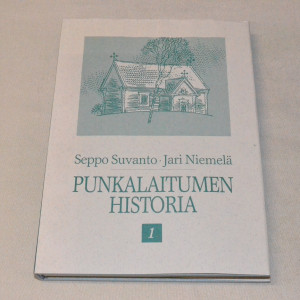 Seppo Suvanto · Jari Niemelä
PUNKALAITUMEN
HISTORIA
1